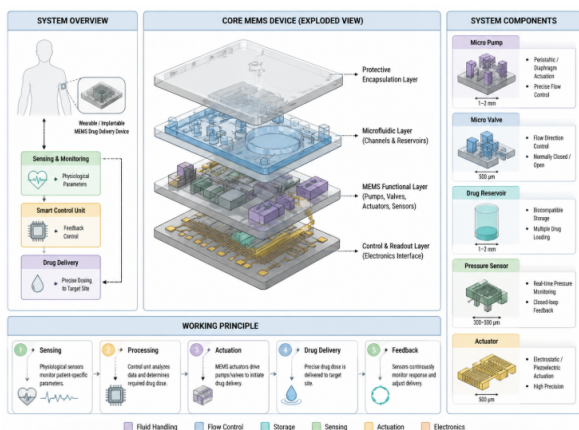 SYSTEM OVERVIEW
Wearable / Implantable
MEMS Drug Delivery Device
Sensing & Monitoring
Physiological
Parameters
Smart Control Unit
Feedback
Control
Drug Delivery
Precise Dosing
to Target Site
CORE MEMS DEVICE (EXPLODED VIEW)
Protective
Encapsulation Layer
Microfluidic Layer
(Channels & Reservoirs)
MEMS Functional Layer
(Pumps, Valves,
Actuators, Sensors)
Control & Readout Layer
(Electronics Interface)
SYSTEM COMPONENTS
Micro Pump
Peristaltic /
Diaphragm
Actuation
Precise Flow
Control
1–2 mm
Micro Valve
Flow Direction
Control
Normally Closed /
Open
500 μm
Drug Reservoir
Biocompatible
Storage
Multiple Drug
Loading
1–2 mm
Pressure Sensor
Real-time Pressure
Monitoring
Closed-loop
Feedback
300–500 μm
Actuator
Electrostatic /
Piezoelectric
Actuation
High Precision
500 μm
WORKING PRINCIPLE
1 Sensing
Physiological sensors
monitor patient-specific
parameters.
2 Processing
Control unit analyzes
data and determines
required drug dose.
3 Actuation
MEMS actuators drive
pumps/valves to initiate
drug delivery.
4 Drug Delivery
Precise drug dose is
delivered to target
site.
5 Feedback
Sensors continuously
monitor response and
adjust delivery.
Fluid Handling
Flow Control
Storage
Sensing
Actuation
Electronics